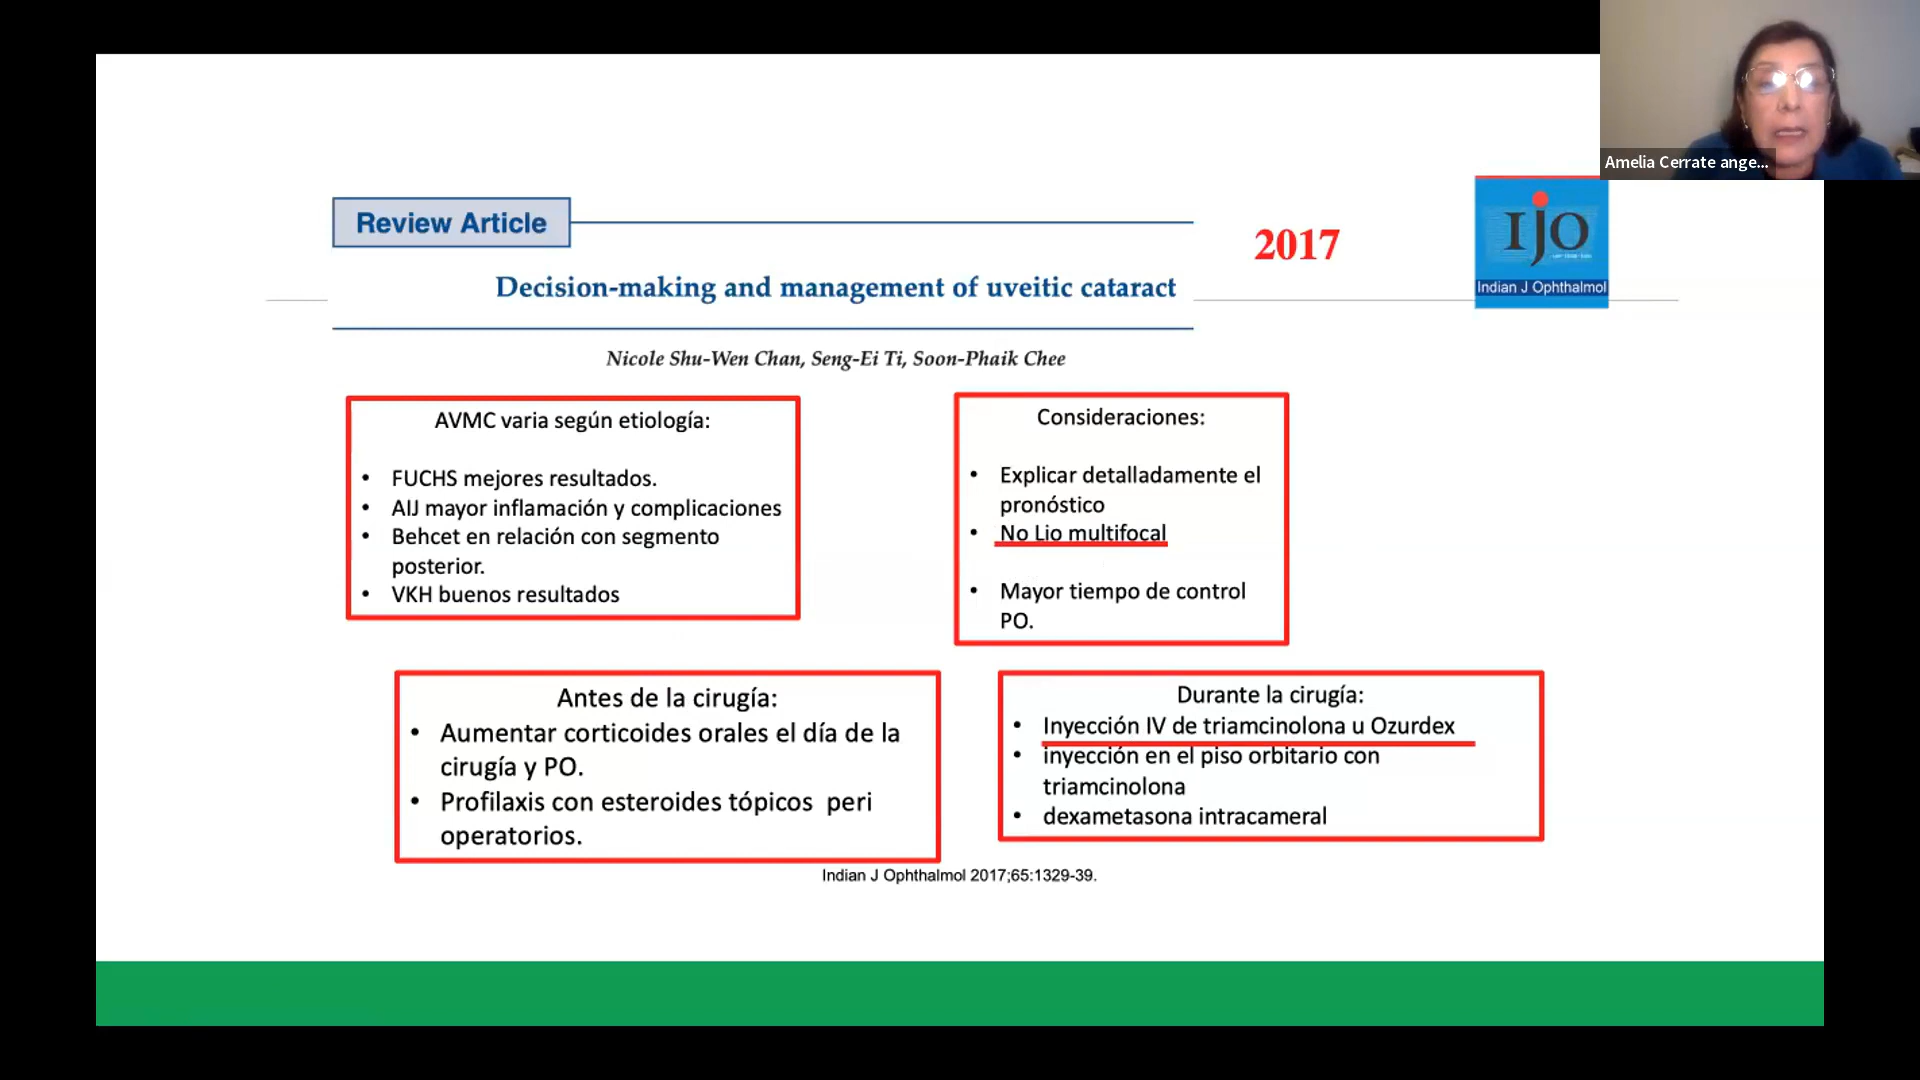 Amelia Cerrate ange...
Review Article
2017
IJO
Indian J Ophthalmol
Decision-making and management of uveitic cataract
Nicole Shu-Wen Chan, Seng-Ei Ti, Soon-Phaik Chee
AVMC varia según etiología:
• FUCHS mejores resultados.
• AIJ mayor inflamación y complicaciones
• Behcet en relación con segmento
posterior.
• VKH buenos resultados
Consideraciones:
• Explicar detalladamente el
pronóstico
• No Lio multifocal
• Mayor tiempo de control
PO.
Antes de la cirugía:
• Aumentar corticoides orales el día de la
cirugía y PO.
• Profilaxis con esteroides tópicos  peri
operatorios.
Durante la cirugía:
• Inyección IV de triamcinolona u Ozurdex
• inyección en el piso orbitario con
triamcinolona
• dexametasona intracameral
Indian J Ophthalmol 2017;65:1329-39.